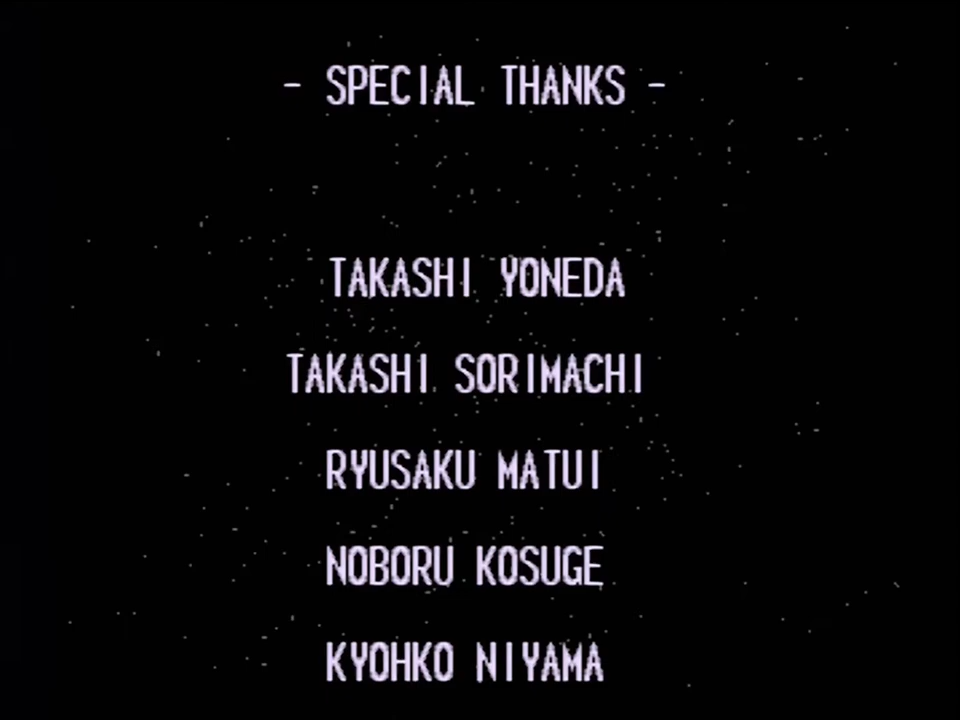 - SPECIAL THANKS -
TAKASHI YONEDA
TAKASHI SORIMACHI
RYUSAKU MATUI
NOBORU KOSUGE
KYOHKO NIYAMA